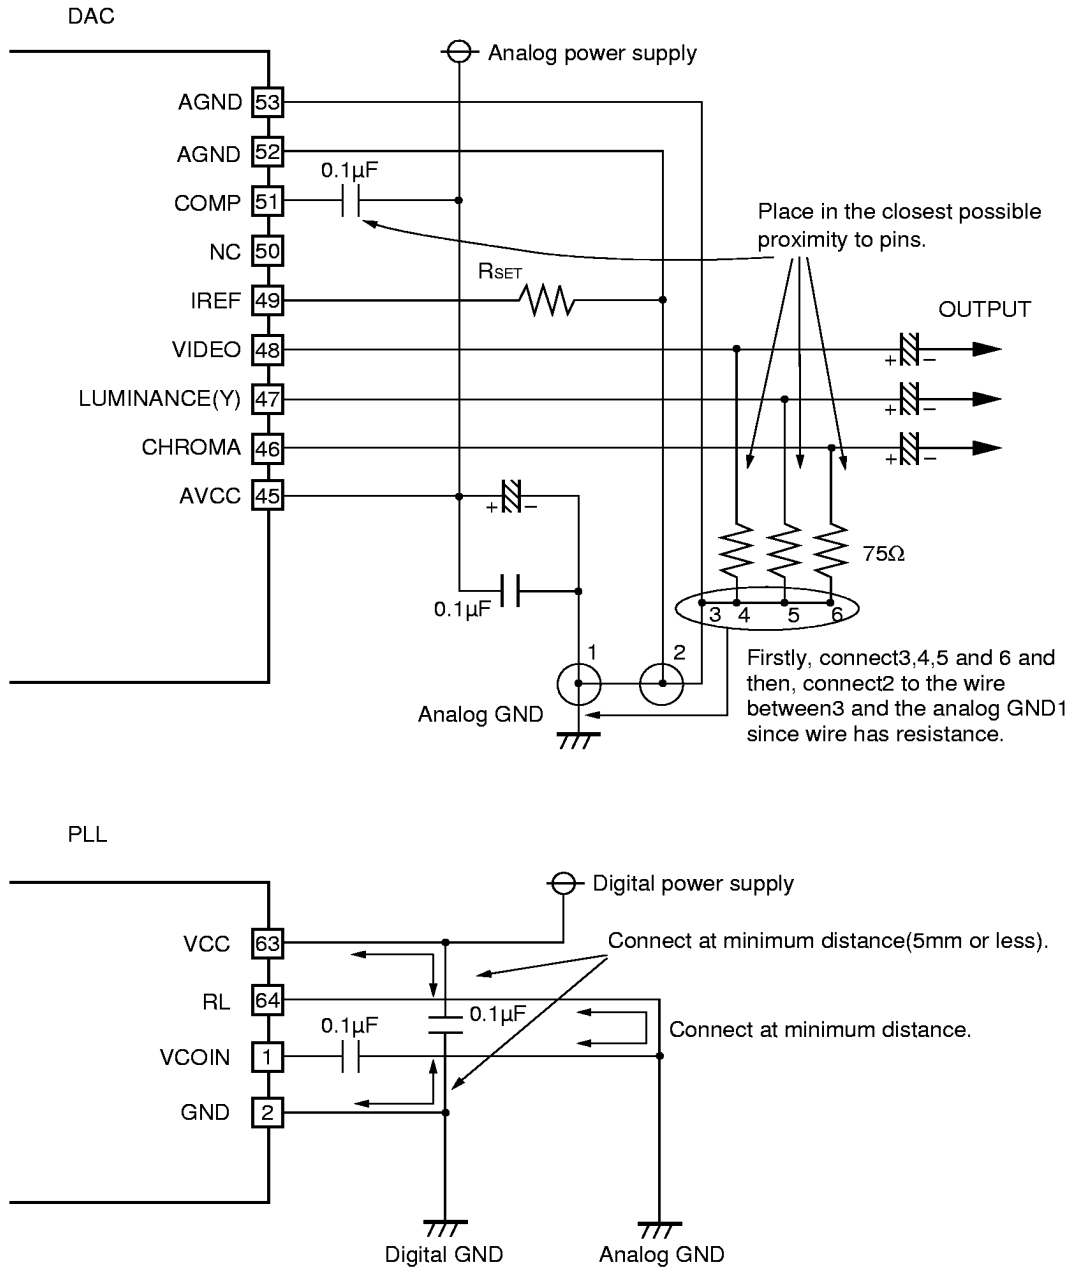 DAC
Analog power supply
AGND 53
AGND 52
0.1µF
COMP 51
Place in the closest possible
proximity to pins.
NC 50
RSET
IREF 49
OUTPUT
VIDEO 48
+ −
LUMINANCE(Y) 47
+ −
CHROMA 46
+ −
AVCC 45
+ −
75Ω
0.1µF
3 4 5 6
1 2
Firstly, connect3,4,5 and 6 and
then, connect2 to the wire
between3 and the analog GND1
since wire has resistance.
Analog GND
PLL
Digital power supply
VCC 63
Connect at minimum distance(5mm or less).
RL 64
0.1µF
0.1µF
Connect at minimum distance.
VCOIN 1
GND 2
Digital GND
Analog GND